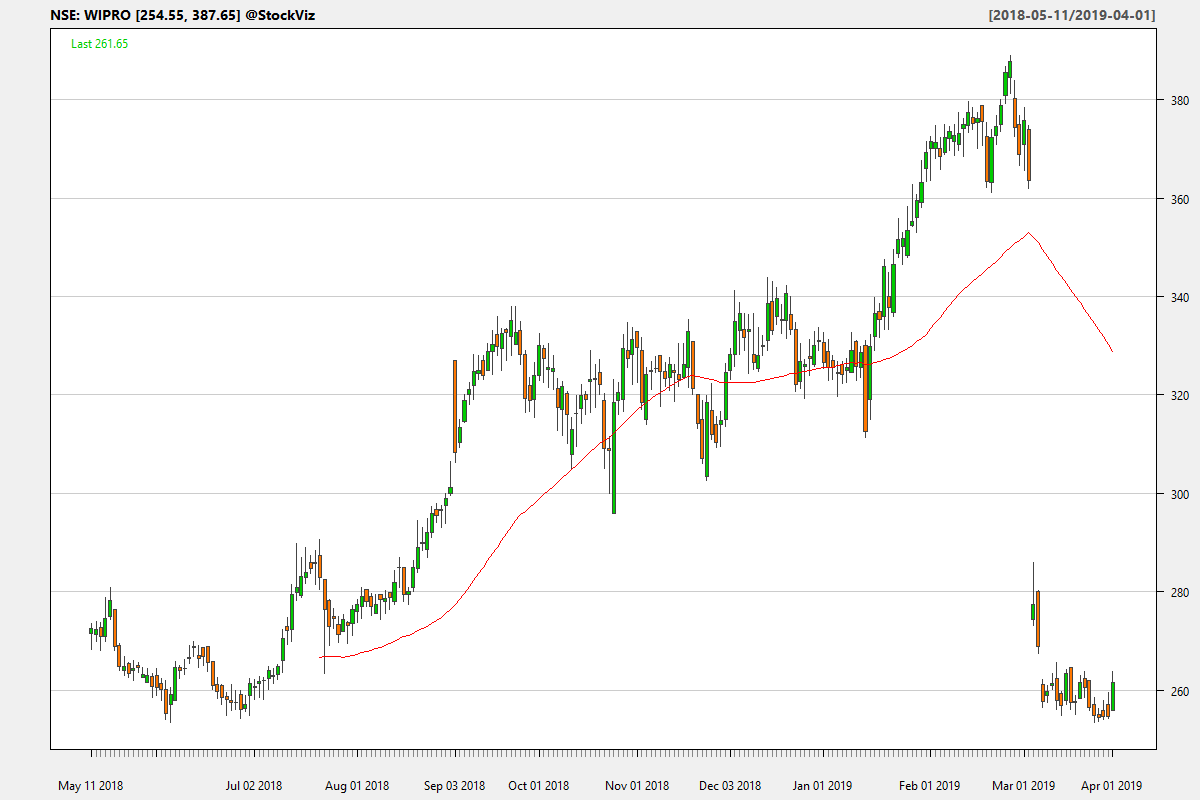 NSE: WIPRO [254.55, 387.65] @StockViz [2018-05-11/2019-04-01]
Last 261.65
380
360
340
320
300
280
260
May 11 2018 Jul 02 2018 Aug 01 2018 Sep 03 2018 Oct 01 2018 Nov 01 2018 Dec 03 2018 Jan 01 2019 Feb 01 2019 Mar 01 2019 Apr 01 2019